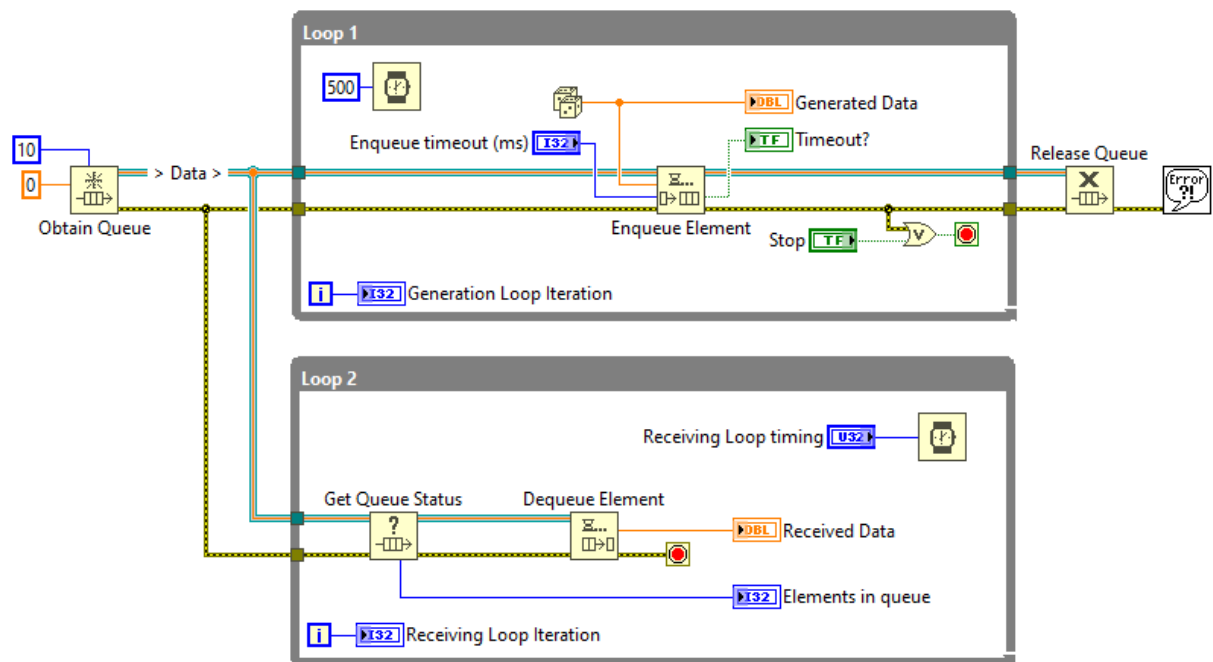 Loop 1
500
Generated Data
DBL
Enqueue timeout (ms)
I32
TF
Timeout?
10
> Data >
Release Queue
0
Error
?!
Obtain Queue
Enqueue Element
Stop
TF
V
i
I32
Generation Loop Iteration
Loop 2
Receiving Loop timing
U32
Get Queue Status
Dequeue Element
?
DBL
Received Data
I32
Elements in queue
i
I32
Receiving Loop Iteration